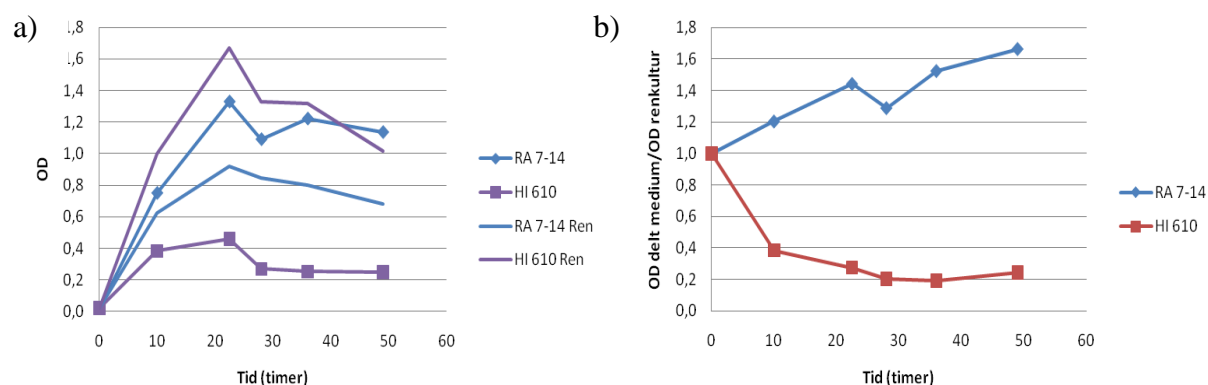 a)
1,8
1,6
1,4
1,2
1,0
0,8
0,6
0,4
0,2
0,0
OD
0 10 20 30 40 50 60
Tid (timer)
RA 7-14
HI 610
RA 7-14 Ren
HI 610 Ren
b)
OD delt medium/OD renkultur
1,8
1,6
1,4
1,2
1,0
0,8
0,6
0,4
0,2
0,0
0 10 20 30 40 50 60
Tid (timer)
RA 7-14
HI 610